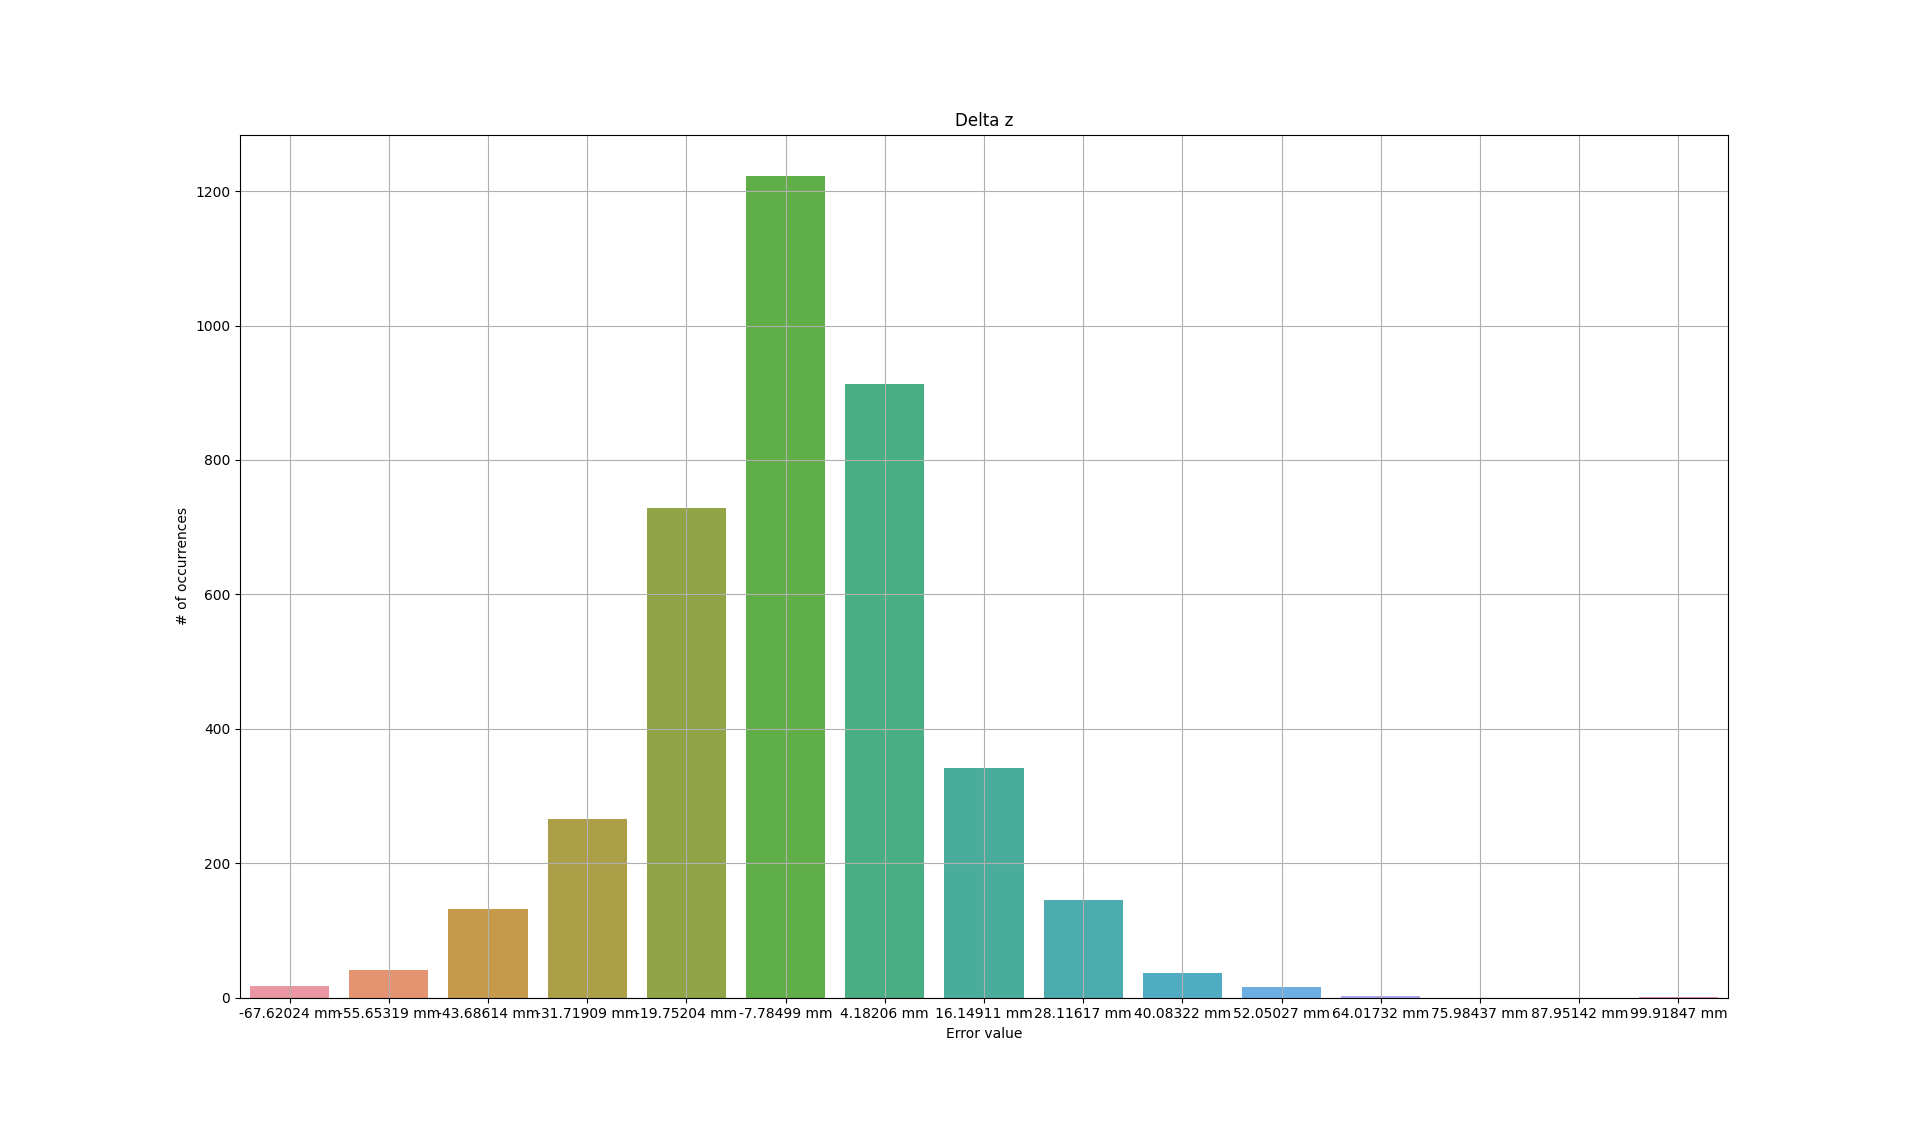 Delta z
1200
1000
800
600
400
200
0
# of occurrences
-67.62024 mm -55.65319 mm -43.68614 mm -31.71909 mm -19.75204 mm -7.78499 mm 4.18206 mm 16.14911 mm 28.11617 mm 40.08322 mm 52.05027 mm 64.01732 mm 75.98437 mm 87.95142 mm 99.91847 mm
Error value